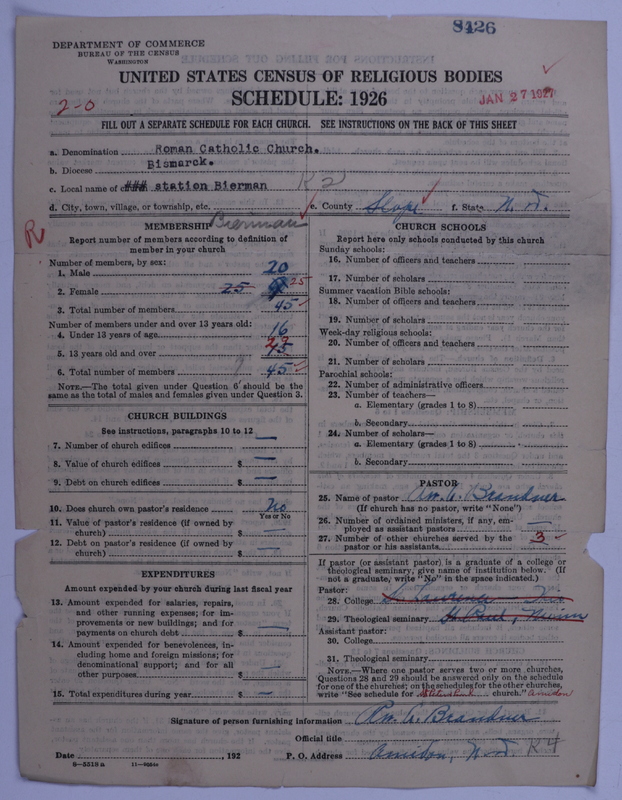 8426
DEPARTMENT OF COMMERCE
BUREAU OF THE CENSUS
WASHINGTON
UNITED STATES CENSUS OF RELIGIOUS BODIES
SCHEDULE: 1926
2-0
JAN 27 1927
FILL OUT A SEPARATE SCHEDULE FOR EACH CHURCH. SEE INSTRUCTIONS ON THE BACK OF THIS SHEET
a. Denomination Roman Catholic Church.
b. Diocese Bismarck.
c. Local name of church ### station Bierman K2
d. City, town, village, or township, etc. Bierman e. County Slope f. State N. D.
R
MEMBERSHIP
Report number of members according to definition of
member in your church
Number of members, by sex:
1. Male 20
2. Female 25 25
3. Total number of members 45
Number of members under and over 13 years old:
4. Under 13 years of age 16
5. 13 years old and over 29
6. Total number of members 45
NOTE.—The total given under Question 6 should be the
same as the total of males and females given under Question 3.
CHURCH BUILDINGS
See instructions, paragraphs 10 to 12
7. Number of church edifices —
8. Value of church edifices $ —
9. Debt on church edifices $ —
10. Does church own pastor's residence No
Yes or No
11. Value of pastor's residence (if owned by
church) $ —
12. Debt on pastor's residence (if owned by
church) $ —
EXPENDITURES
Amount expended by your church during last fiscal year
13. Amount expended for salaries, repairs,
and other running expenses; for im-
provements or new buildings; and for
payments on church debt $ —
14. Amount expended for benevolences, in-
cluding home and foreign missions; for
denominational support; and for all
other purposes $ —
15. Total expenditures during year $ —
CHURCH SCHOOLS
Report here only schools conducted by this church
Sunday schools:
16. Number of officers and teachers
17. Number of scholars
Summer vacation Bible schools:
18. Number of officers and teachers
19. Number of scholars
Week-day religious schools:
20. Number of officers and teachers
21. Number of scholars
Parochial schools:
22. Number of administrative officers
23. Number of teachers—
a. Elementary (grades 1 to 8)
b. Secondary
24. Number of scholars—
a. Elementary (grades 1 to 8)
b. Secondary
PASTOR
25. Name of pastor Wm A. Brandner
(If church has no pastor, write "None")
26. Number of ordained ministers, if any, em-
ployed as assistant pastors —
27. Number of other churches served by the
pastor or his assistants 3
If pastor (or assistant pastor) is a graduate of a college or
theological seminary, give name of institution below. (If
not a graduate, write "No" in the space indicated.)
Pastor:
28. College St. Lawrence Wis
29. Theological seminary St. Paul, Minn
Assistant pastor:
30. College
31. Theological seminary
NOTE.—Where one pastor serves two or more churches,
Questions 28 and 29 should be answered only on the schedule
for one of the churches; on the schedules for the other churches,
write "See schedule for church." Amidon
Signature of person furnishing information Wm A. Brandner
Official title
Date , 192 P. O. Address Amidon, N. D. K4
8—5318 a